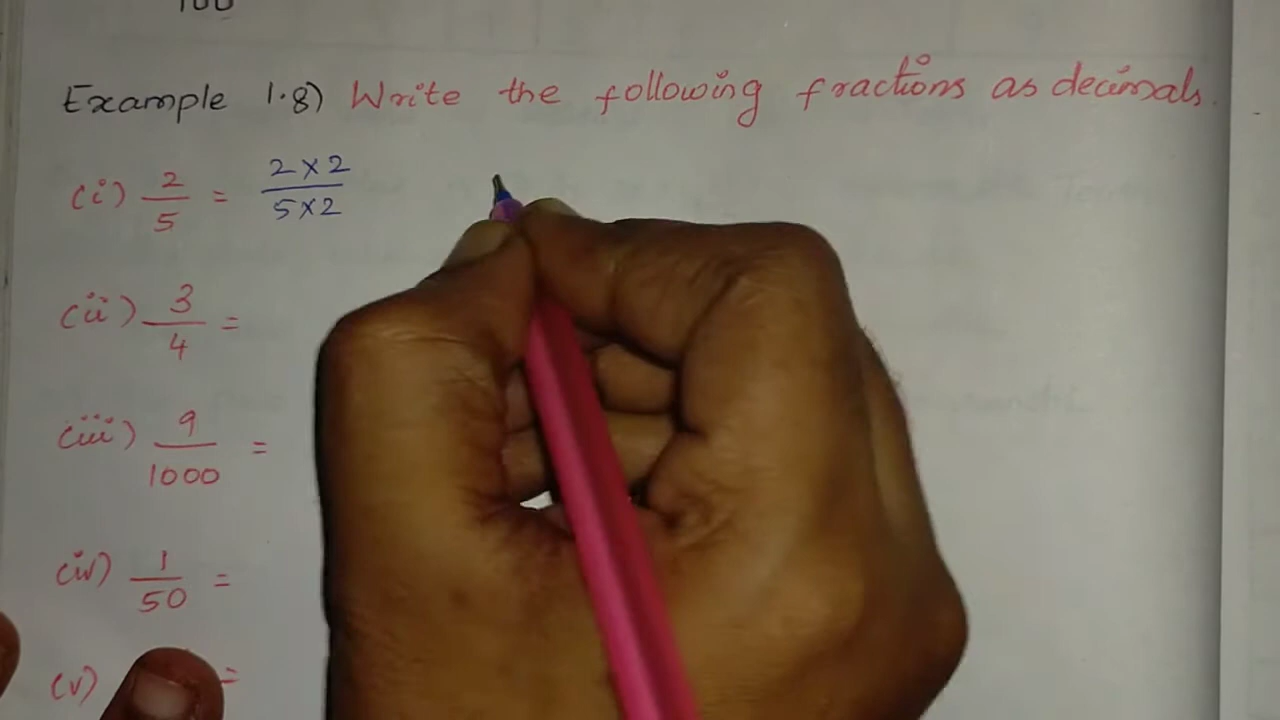 100
Example 1.8) Write the following fractions as decimals.
(i) 2/5 = 2×2/5×2
(ii) 3/4 =
(iii) 9/1000 =
(iv) 1/50 =
(v) =